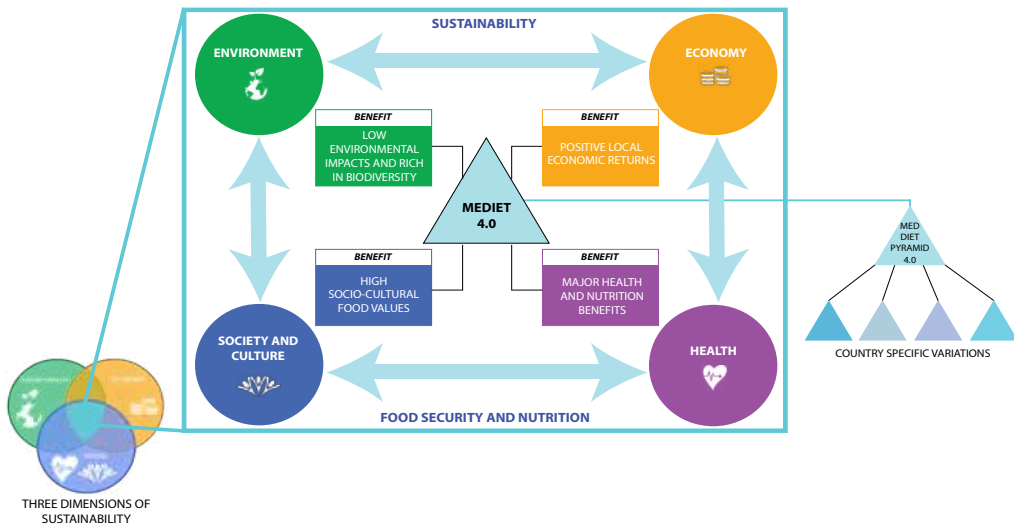 SUSTAINABILITY
ENVIRONMENT
ECONOMY
BENEFIT
LOW
ENVIRONMENTAL
IMPACTS AND RICH
IN BIODIVERSITY
BENEFIT
POSITIVE LOCAL
ECONOMIC RETURNS
MEDIET
4.0
BENEFIT
HIGH
SOCIO-CULTURAL
FOOD VALUES
BENEFIT
MAJOR HEALTH
AND NUTRITION
BENEFITS
SOCIETY AND
CULTURE
HEALTH
FOOD SECURITY AND NUTRITION
MED
DIET
PYRAMID
4.0
COUNTRY SPECIFIC VARIATIONS
THREE DIMENSIONS OF
SUSTAINABILITY